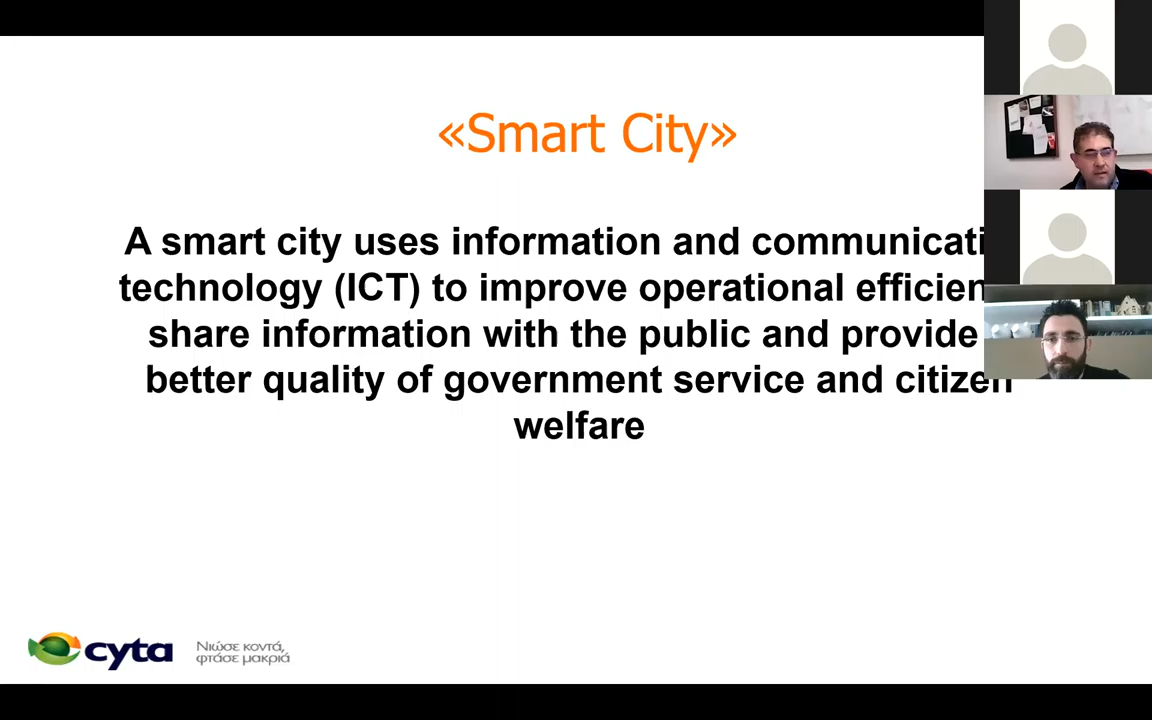 «Smart City»
A smart city uses information and communicati
technology (ICT) to improve operational efficien
share information with the public and provide
better quality of government service and citizen
welfare
cyta
Νιώσε κοντά,
φτάσε μακριά